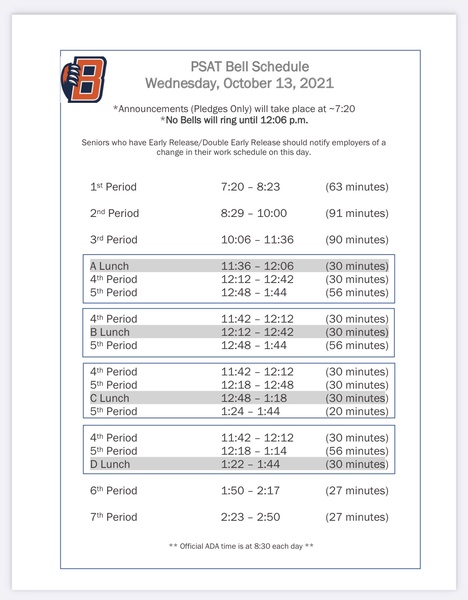 B
PSAT Bell Schedule
Wednesday, October 13, 2021
*Announcements (Pledges Only) will take place at ~7:20
*No Bells will ring until 12:06 p.m.
Seniors who have Early Release/Double Early Release should notify employers of a
change in their work schedule on this day.
1st Period 7:20 – 8:23 (63 minutes)
2nd Period 8:29 – 10:00 (91 minutes)
3rd Period 10:06 – 11:36 (90 minutes)
A Lunch 11:36 – 12:06 (30 minutes)
4th Period 12:12 – 12:42 (30 minutes)
5th Period 12:48 – 1:44 (56 minutes)
4th Period 11:42 – 12:12 (30 minutes)
B Lunch 12:12 – 12:42 (30 minutes)
5th Period 12:48 – 1:44 (56 minutes)
4th Period 11:42 – 12:12 (30 minutes)
5th Period 12:18 – 12:48 (30 minutes)
C Lunch 12:48 – 1:18 (30 minutes)
5th Period 1:24 – 1:44 (20 minutes)
4th Period 11:42 – 12:12 (30 minutes)
5th Period 12:18 – 1:14 (56 minutes)
D Lunch 1:22 – 1:44 (30 minutes)
6th Period 1:50 – 2:17 (27 minutes)
7th Period 2:23 – 2:50 (27 minutes)
** Official ADA time is at 8:30 each day **